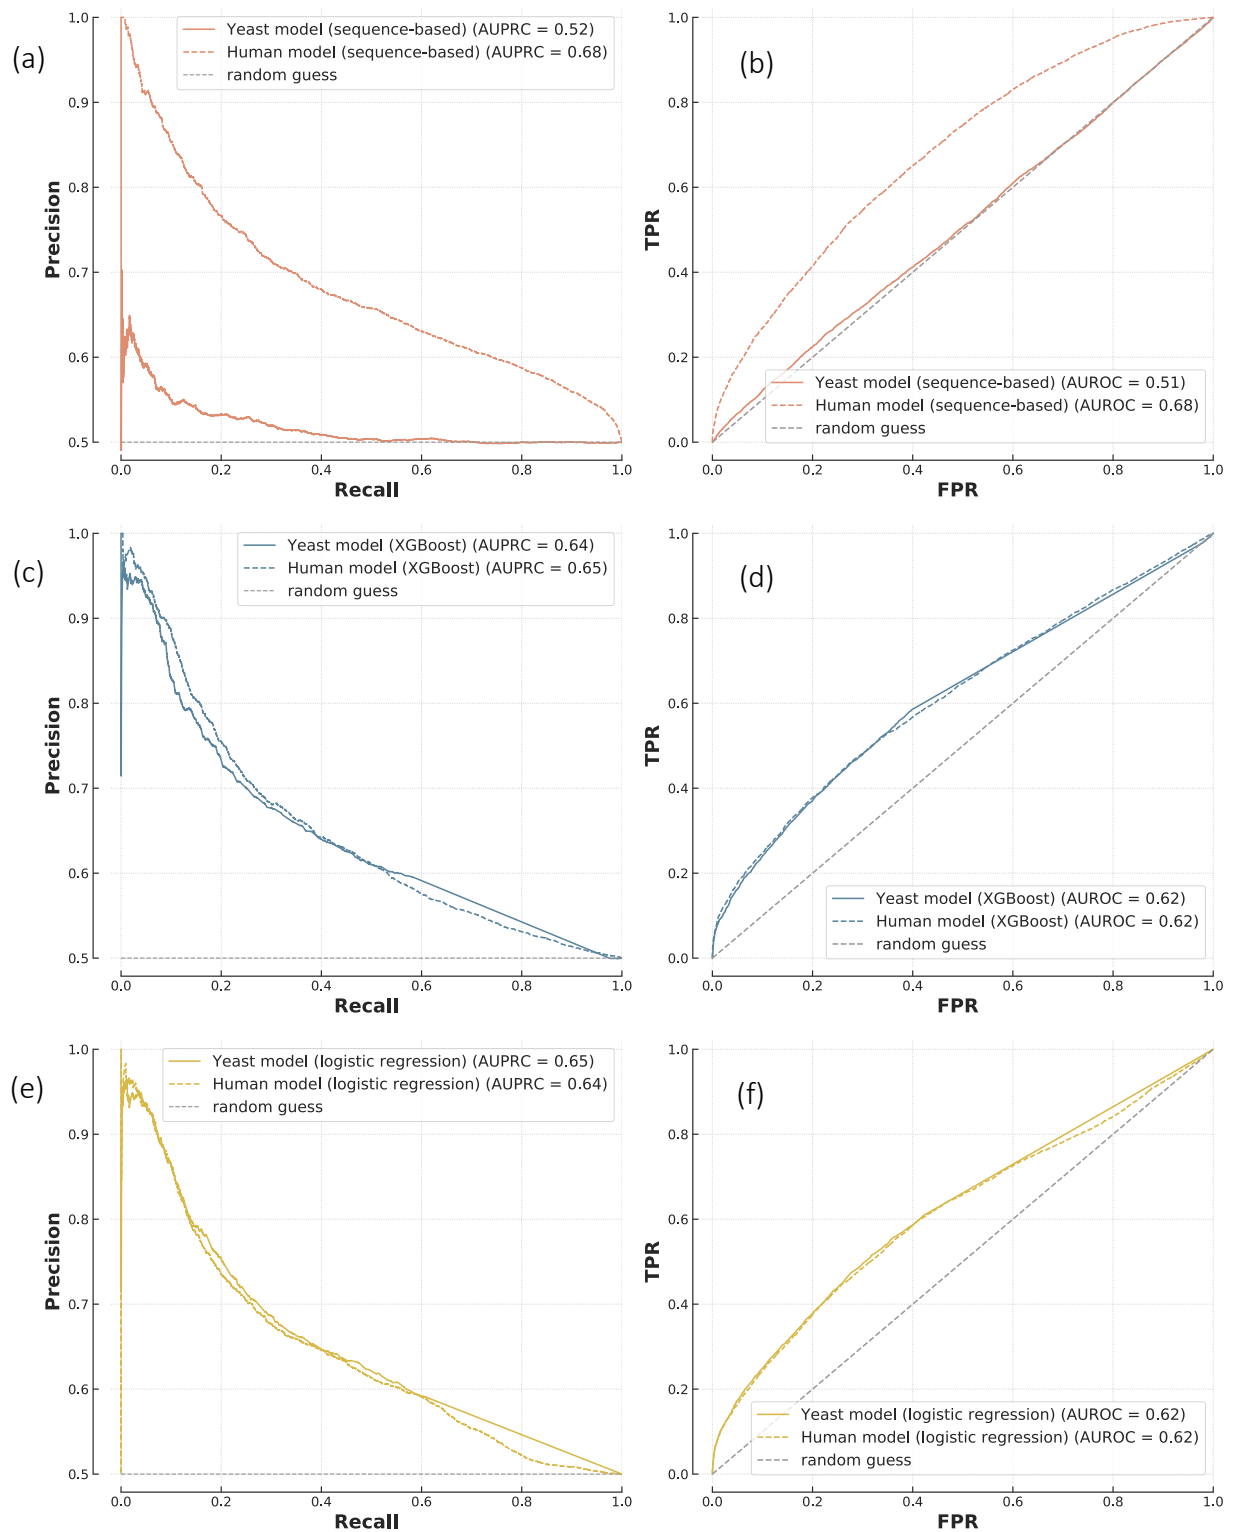 (a)
Yeast model (sequence-based) (AUPRC = 0.52)
Human model (sequence-based) (AUPRC = 0.68)
random guess
1.0
0.9
0.8
0.7
0.6
0.5
Precision
0.0 0.2 0.4 0.6 0.8 1.0
Recall
(b)
1.0
0.8
0.6
0.4
0.2
0.0
TPR
Yeast model (sequence-based) (AUROC = 0.51)
Human model (sequence-based) (AUROC = 0.68)
random guess
0.0 0.2 0.4 0.6 0.8 1.0
FPR
(c)
Yeast model (XGBoost) (AUPRC = 0.64)
Human model (XGBoost) (AUPRC = 0.65)
random guess
1.0
0.9
0.8
0.7
0.6
0.5
Precision
0.0 0.2 0.4 0.6 0.8 1.0
Recall
(d)
1.0
0.8
0.6
0.4
0.2
0.0
TPR
Yeast model (XGBoost) (AUROC = 0.62)
Human model (XGBoost) (AUROC = 0.62)
random guess
0.0 0.2 0.4 0.6 0.8 1.0
FPR
(e)
Yeast model (logistic regression) (AUPRC = 0.65)
Human model (logistic regression) (AUPRC = 0.64)
random guess
1.0
0.9
0.8
0.7
0.6
0.5
Precision
0.0 0.2 0.4 0.6 0.8 1.0
Recall
(f)
1.0
0.8
0.6
0.4
0.2
0.0
TPR
Yeast model (logistic regression) (AUROC = 0.62)
Human model (logistic regression) (AUROC = 0.62)
random guess
0.0 0.2 0.4 0.6 0.8 1.0
FPR